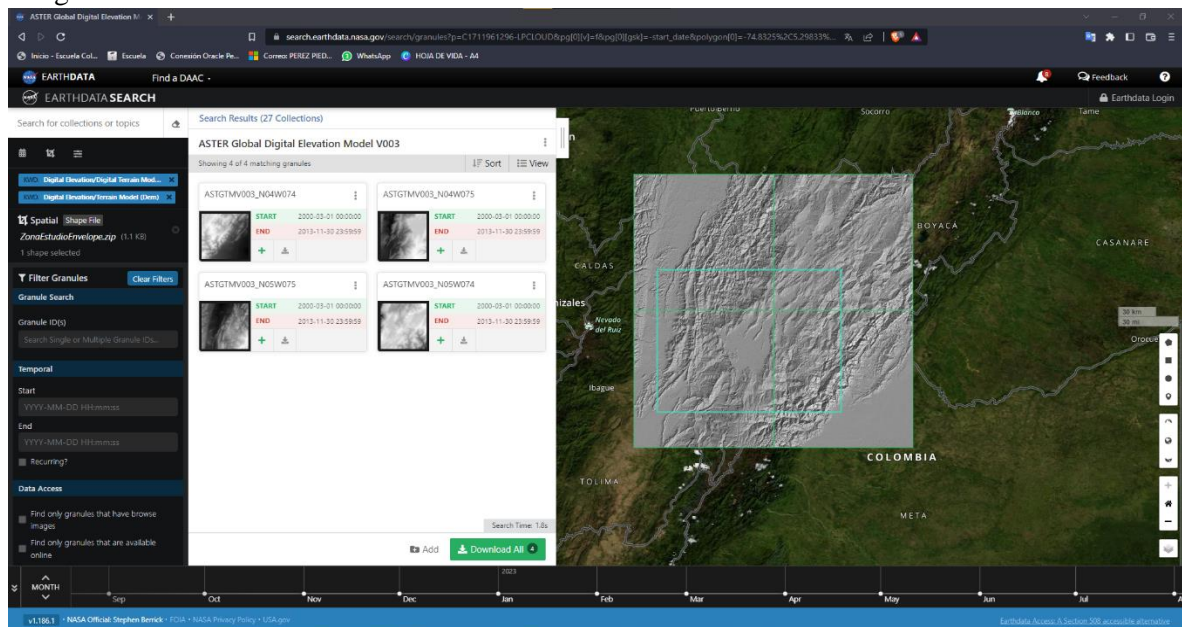 ASTER Global Digital Elevation M
search.earthdata.nasa.gov/search/granules?p=C1711961296-LPCLOUD&pg[0][v]=f&pg[0][gsk]=-start_date&polygon[0]=-74.8325%2C5.29833%...
Inicio - Escuela Col... Escuela Conexión Oracle Pe... Correo: PEREZ PIED... WhatsApp HOJA DE VIDA - A4
EARTHDATA Find a DAAC Feedback
EARTHDATA SEARCH Earthdata Login
Search for collections or topics
KWD: Digital Elevation/Digital Terrain Mod...
KWD: Digital Elevation/Terrain Model (Dem)
Spatial Shape File
ZonaEstudioEnvelope.zip (1.1 KB)
1 shape selected
Filter Granules Clear Filters
Granule Search
Granule ID(s)
Search Single or Multiple Granule IDs...
Temporal
Start
YYYY-MM-DD HH:mm:ss
End
YYYY-MM-DD HH:mm:ss
Recurring?
Data Access
Find only granules that have browse
images
Find only granules that are available
online
Search Results (27 Collections)
ASTER Global Digital Elevation Model V003
Showing 4 of 4 matching granules Sort View
ASTGTMV003_N04W074
START 2000-03-01 00:00:00
END 2013-11-30 23:59:59
ASTGTMV003_N04W075
START 2000-03-01 00:00:00
END 2013-11-30 23:59:59
ASTGTMV003_N05W075
START 2000-03-01 00:00:00
END 2013-11-30 23:59:59
ASTGTMV003_N05W074
START 2000-03-01 00:00:00
END 2013-11-30 23:59:59
Search Time: 1.8s
Add Download All 4
Socorro
Tame
BOYACÁ
CASANARE
CALDAS
nizales
Nevado
del Ruiz
30 km
30 mi
Orocué
Ibague
COLOMBIA
TOLIMA
META
2023
MONTH
Sep Oct Nov Dec Jan Feb Mar Apr May Jun Jul
v1.186.1 • NASA Official: Stephen Berrick • FOIA • NASA Privacy Policy • USA.gov
Earthdata Access: A Section 508 accessible alternative